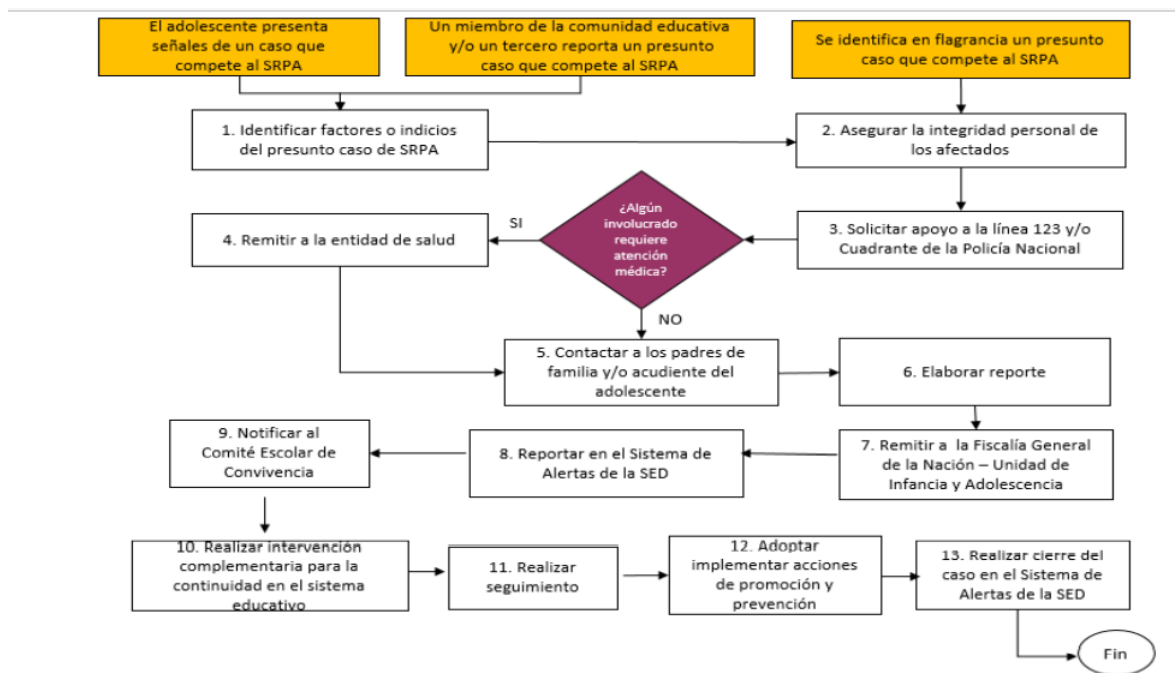 El adolescente presenta
señales de un caso que
compete al SRPA
Un miembro de la comunidad educativa
y/o un tercero reporta un presunto
caso que compete al SRPA
Se identifica en flagrancia un presunto
caso que compete al SRPA
1. Identificar factores o indicios
del presunto caso de SRPA
2. Asegurar la integridad personal de
los afectados
3. Solicitar apoyo a la línea 123 y/o
Cuadrante de la Policía Nacional
¿Algún
involucrado
requiere
atención
médica?
SI
4. Remitir a la entidad de salud
NO
5. Contactar a los padres de
familia y/o acudiente del
adolescente
6. Elaborar reporte
7. Remitir a la Fiscalía General
de la Nación – Unidad de
Infancia y Adolescencia
8. Reportar en el Sistema de
Alertas de la SED
9. Notificar al
Comité Escolar de
Convivencia
10. Realizar intervención
complementaria para la
continuidad en el sistema
educativo
11. Realizar
seguimiento
12. Adoptar
implementar acciones
de promoción y
prevención
13. Realizar cierre del
caso en el Sistema de
Alertas de la SED
Fin